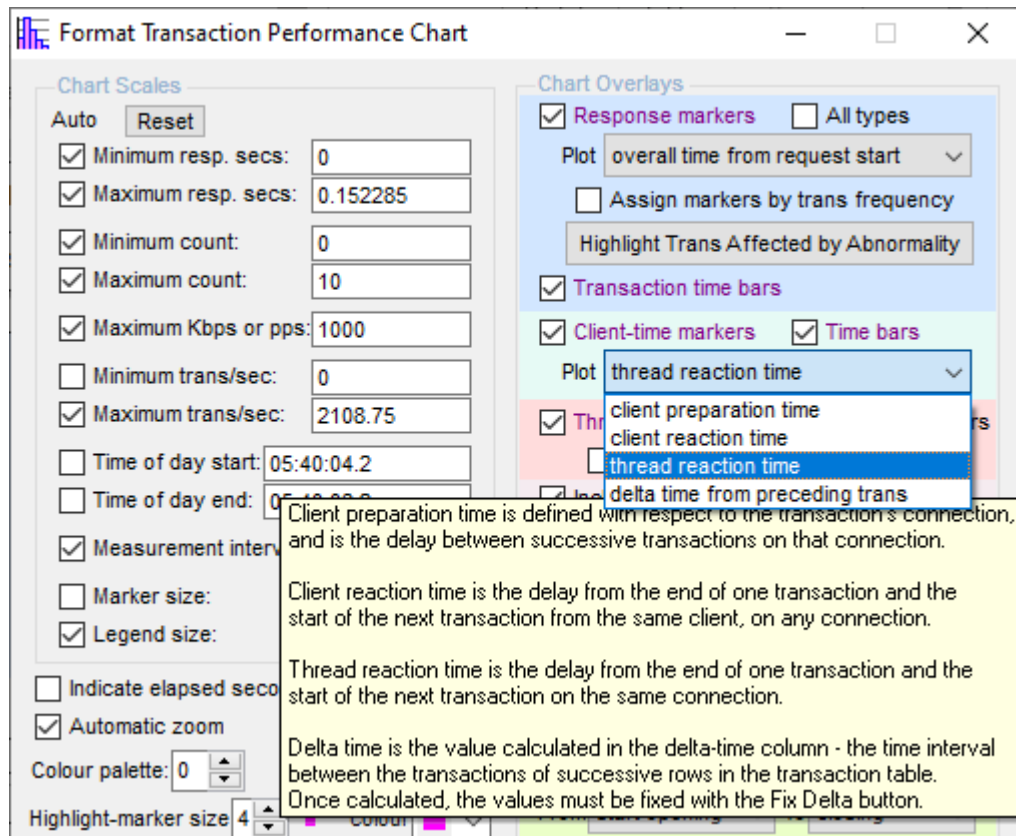 Format Transaction Performance Chart
Chart Scales
Auto Reset
Minimum resp. secs: 0
Maximum resp. secs: 0.152285
Minimum count: 0
Maximum count: 10
Maximum Kbps or pps: 1000
Minimum trans/sec: 0
Maximum trans/sec: 2108.75
Time of day start: 05:40:04.2
Time of day end:
Measurement interv
Marker size:
Legend size:
Indicate elapsed seco
Automatic zoom
Colour palette: 0
Highlight-marker size 4 Colour
Chart Overlays
Response markers All types
Plot overall time from request start
Assign markers by trans frequency
Highlight Trans Affected by Abnormality
Transaction time bars
Client-time markers Time bars
Plot thread reaction time
Thr rs
client preparation time
client reaction time
thread reaction time
delta time from preceding trans
Client preparation time is defined with respect to the transaction's connection,
and is the delay between successive transactions on that connection.
Client reaction time is the delay from the end of one transaction and the
start of the next transaction from the same client, on any connection.
Thread reaction time is the delay from the end of one transaction and the
start of the next transaction on the same connection.
Delta time is the value calculated in the delta-time column - the time interval
between the transactions of successive rows in the transaction table.
Once calculated, the values must be fixed with the Fix Delta button.